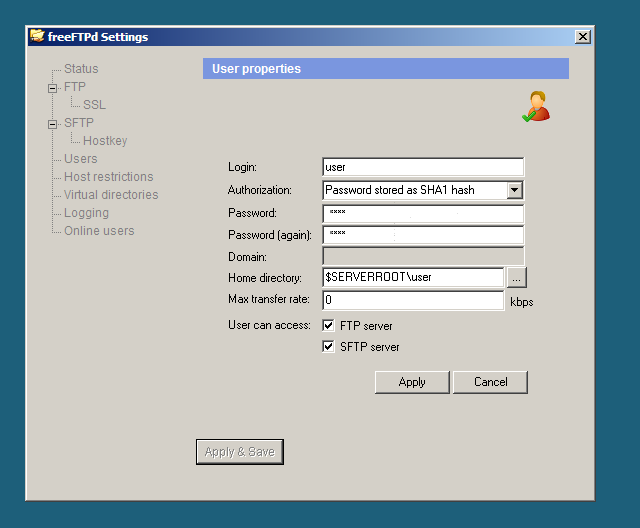 freeFTPd Settings
Status
FTP
SSL
SFTP
Hostkey
Users
Host restrictions
Virtual directories
Logging
Online users
User properties
Login: user
Authorization: Password stored as SHA1 hash
Password: ****
Password (again): ****
Domain:
Home directory: $SERVERROOT\user ...
Max transfer rate: 0 kbps
User can access: FTP server
SFTP server
Apply Cancel
Apply & Save